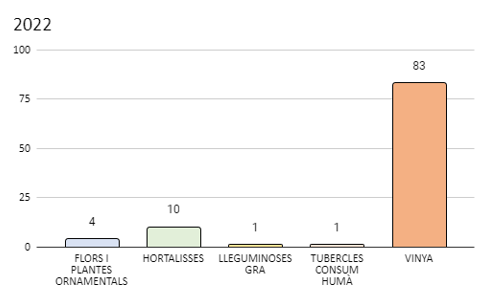 2022
100
75
50
25
0
4
10
1
1
83
FLORS I
PLANTES
ORNAMENTALS
HORTALISSES
LLEGUMINOSES
GRA
TUBERCLES
CONSUM
HUMÀ
VINYA